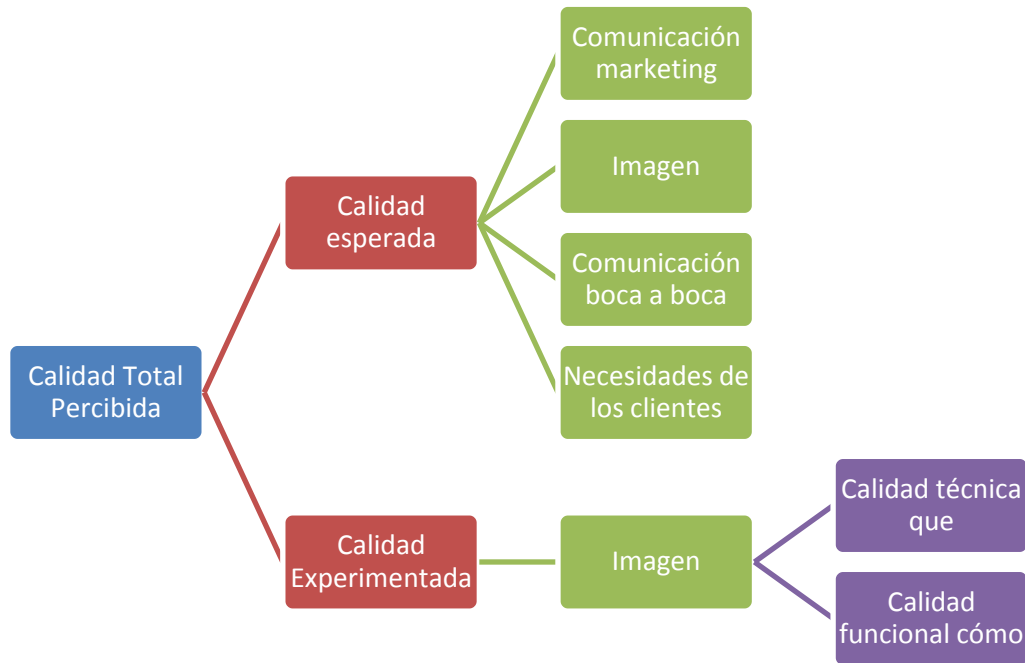 Comunicación
marketing
Imagen
Calidad
esperada
Comunicación
boca a boca
Calidad Total
Percibida
Necesidades de
los clientes
Calidad técnica
que
Calidad
Experimentada
Imagen
Calidad
funcional cómo